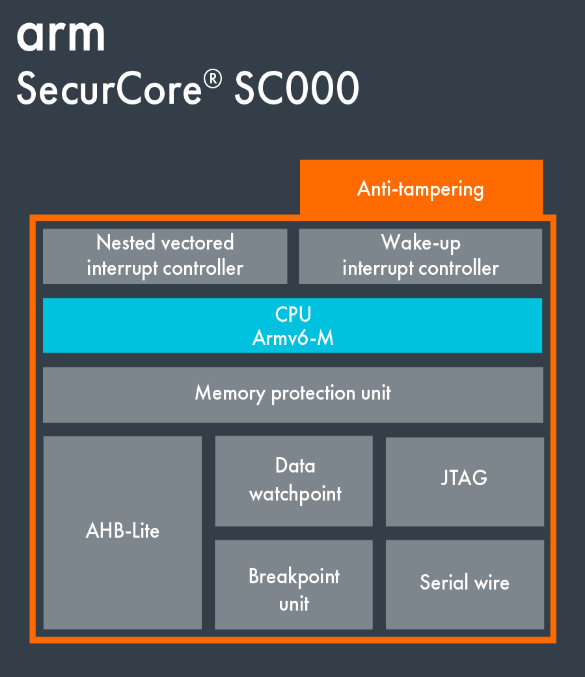 arm
SecurCore® SC000
Anti-tampering
Nested vectored
interrupt controller
Wake-up
interrupt controller
CPU
Armv6-M
Memory protection unit
AHB-Lite
Data
watchpoint
JTAG
Breakpoint
unit
Serial wire